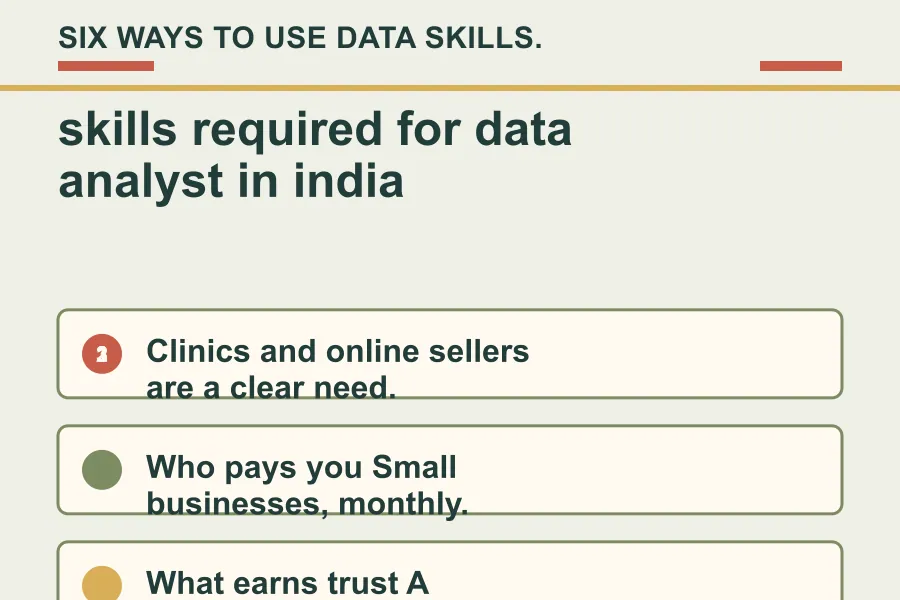 SIX WAYS TO USE DATA SKILLS.
skills required for data
analyst in india
Clinics and online sellers
are a clear need.
Who pays you Small
businesses, monthly.
What earns trust A